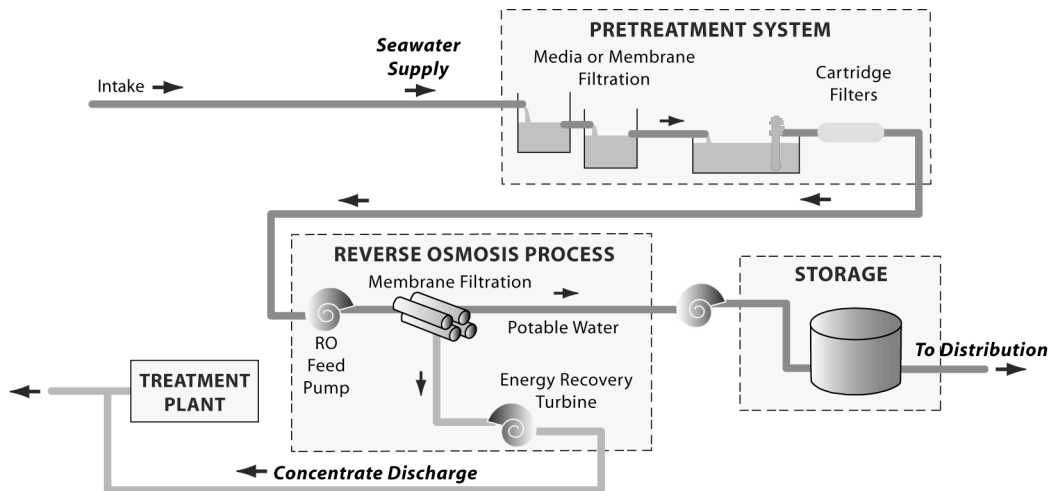 PRETREATMENT SYSTEM
Seawater
Supply
Media or Membrane
Filtration
Cartridge
Filters
Intake
REVERSE OSMOSIS PROCESS
Membrane Filtration
Potable Water
RO
Feed
Pump
Energy Recovery
Turbine
STORAGE
To Distribution
TREATMENT
PLANT
Concentrate Discharge